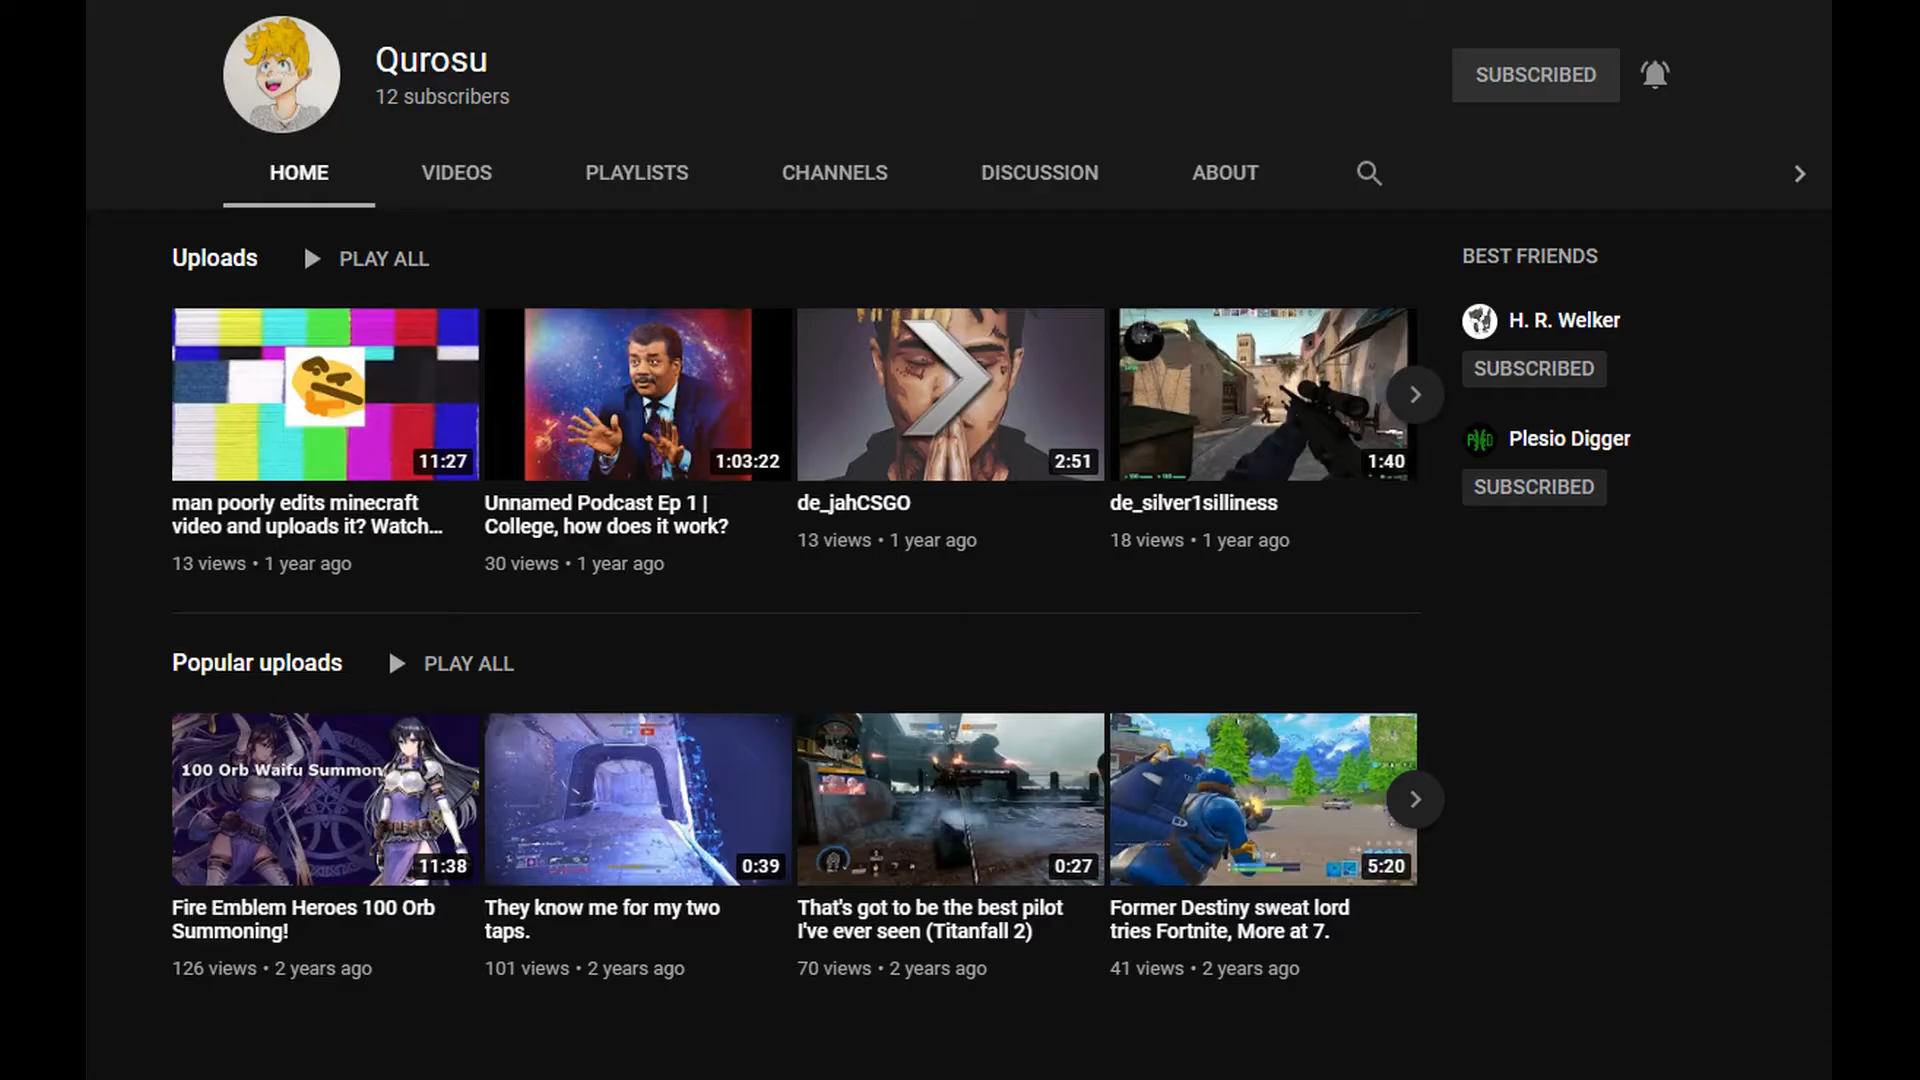 Qurosu
12 subscribers
SUBSCRIBED
HOME
VIDEOS
PLAYLISTS
CHANNELS
DISCUSSION
ABOUT
Uploads
PLAY ALL
11:27
man poorly edits minecraft
video and uploads it? Watch...
13 views • 1 year ago
1:03:22
Unnamed Podcast Ep 1 |
College, how does it work?
30 views • 1 year ago
2:51
de_jahCSGO
13 views • 1 year ago
1:40
de_silver1silliness
18 views • 1 year ago
BEST FRIENDS
H. R. Welker
SUBSCRIBED
Plesio Digger
SUBSCRIBED
Popular uploads
PLAY ALL
100 Orb Waifu Summon
11:38
Fire Emblem Heroes 100 Orb
Summoning!
126 views • 2 years ago
0:39
They know me for my two
taps.
101 views • 2 years ago
0:27
That's got to be the best pilot
I've ever seen (Titanfall 2)
70 views • 2 years ago
5:20
Former Destiny sweat lord
tries Fortnite, More at 7.
41 views • 2 years ago